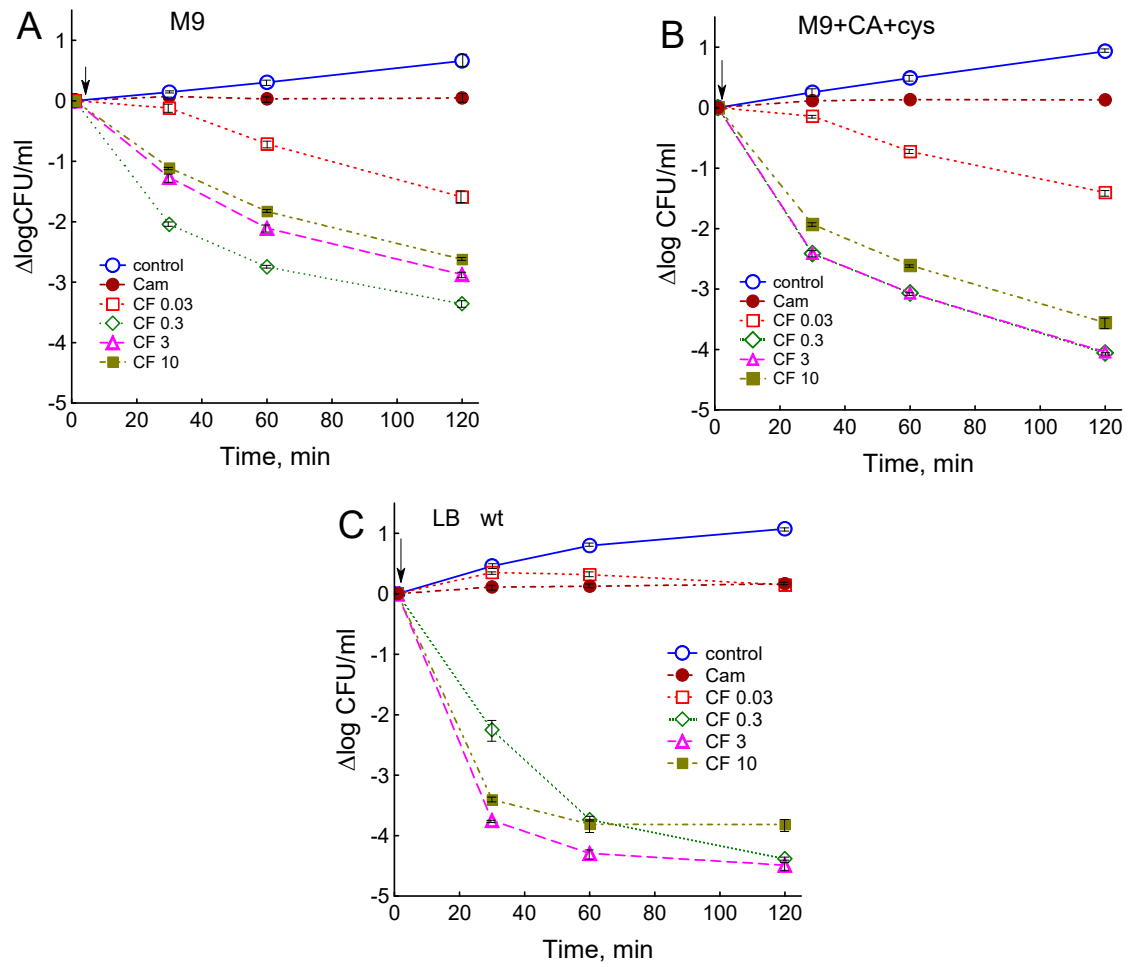 A
M9
1
0
-1
-2
-3
-4
-5
ΔlogCFU/ml
control
Cam
CF 0.03
CF 0.3
CF 3
CF 10
0 20 40 60 80 100 120
Time, min
B
M9+CA+cys
1
0
-1
-2
-3
-4
-5
Δlog CFU/ml
control
Cam
CF 0.03
CF 0.3
CF 3
CF 10
0 20 40 60 80 100 120
Time, min
C
LB wt
1
0
-1
-2
-3
-4
-5
Δlog CFU/ml
control
Cam
CF 0.03
CF 0.3
CF 3
CF 10
0 20 40 60 80 100 120
Time, min